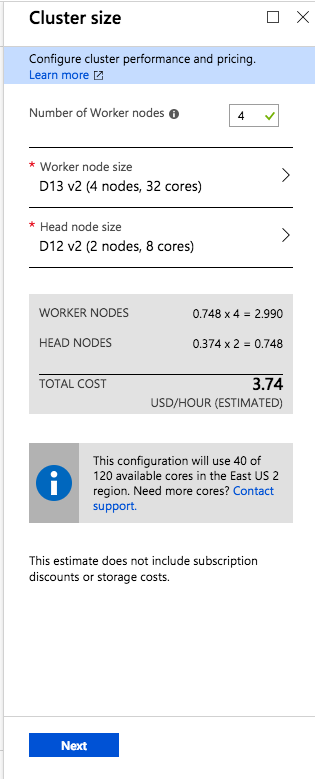 Cluster size
Configure cluster performance and pricing.
Learn more
Number of Worker nodes
4
* Worker node size
D13 v2 (4 nodes, 32 cores)
* Head node size
D12 v2 (2 nodes, 8 cores)
WORKER NODES 0.748 x 4 = 2.990
HEAD NODES 0.374 x 2 = 0.748
TOTAL COST 3.74
USD/HOUR (ESTIMATED)
This configuration will use 40 of
120 available cores in the East US 2
region. Need more cores? Contact
support.
This estimate does not include subscription
discounts or storage costs.
Next